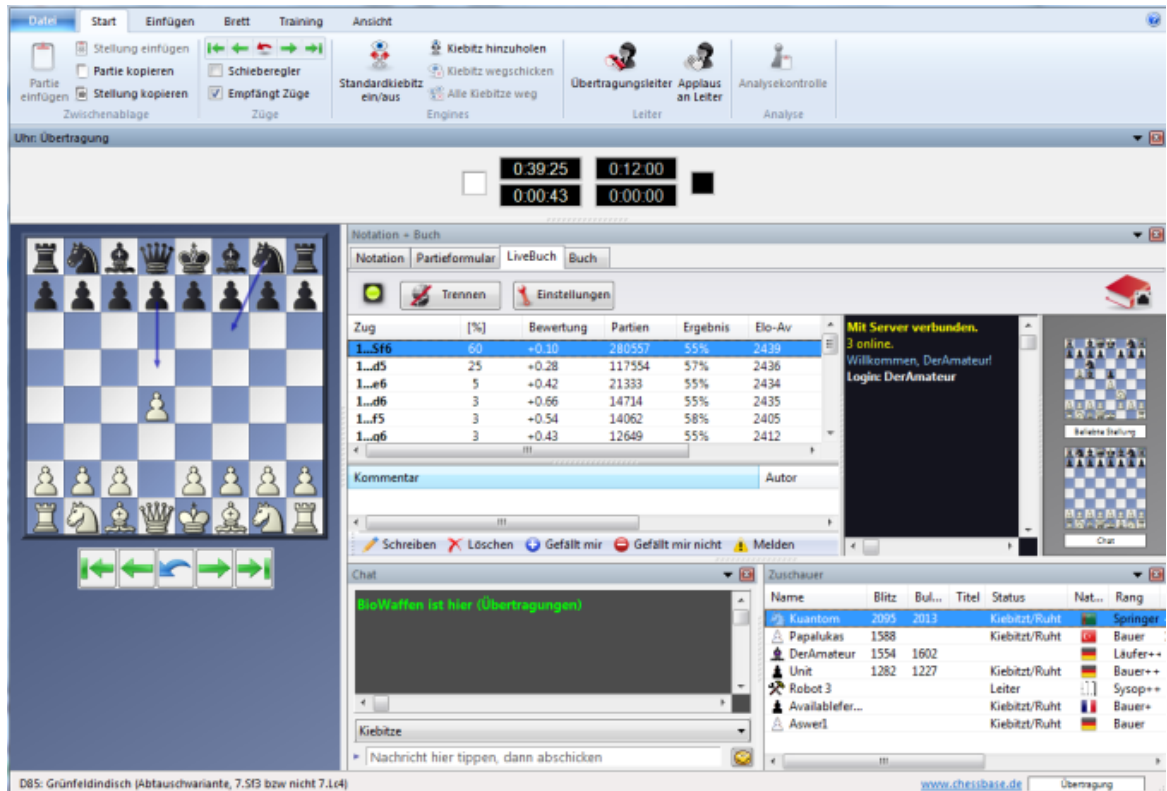 Datei Start Einfügen Brett Training Ansicht
Partie einfügen
Stellung einfügen
Partie kopieren
Stellung kopieren
Zwischenablage
Schieberegler
Empfängt Züge
Züge
Standardkiebitz ein/aus
Kiebitz hinzuholen
Kiebitz wegschicken
Alle Kiebitze weg
Engines
Übertragungsleiter
Applaus an Leiter
Leiter
Analysekontrolle
Analyse
Uhr: Übertragung
0:39:25 0:12:00
0:00:43 0:00:00
Notation + Buch
Notation Partieformular LiveBuch Buch
Trennen Einstellungen
Zug [%] Bewertung Partien Ergebnis Elo-Av
1...Sf6 60 +0.10 280557 55% 2439
1...d5 25 +0.28 117554 57% 2436
1...e6 5 +0.42 21333 55% 2434
1...d6 3 +0.66 14714 55% 2435
1...f5 3 +0.54 14062 58% 2405
1...g6 3 +0.43 12649 55% 2412
Kommentar Autor
Schreiben Löschen Gefällt mir Gefällt mir nicht Melden
Mit Server verbunden.
3 online.
Willkommen, DerAmateur!
Login: DerAmateur
Beliebte Stellung
Chat
Chat
BioWaffen ist hier (Übertragungen)
Kiebitze
Nachricht hier tippen, dann abschicken
Zuschauer
Name Blitz Bul... Titel Status Nat... Rang
Kuantom 2095 2013 Kiebitzt/Ruht Springer
Papalukas 1588 Kiebitzt/Ruht Bauer
DerAmateur 1554 1602 Läufer++
Unit 1282 1227 Kiebitzt/Ruht Bauer++
Robot 3 Leiter Sysop++
Availablefer... Kiebitzt/Ruht Bauer+
Aswer1 Kiebitzt/Ruht Bauer
D85: Grünfeldindisch (Abtauschvariante, 7.Sf3 bzw nicht 7.Lc4)
www.chessbase.de Übertragung